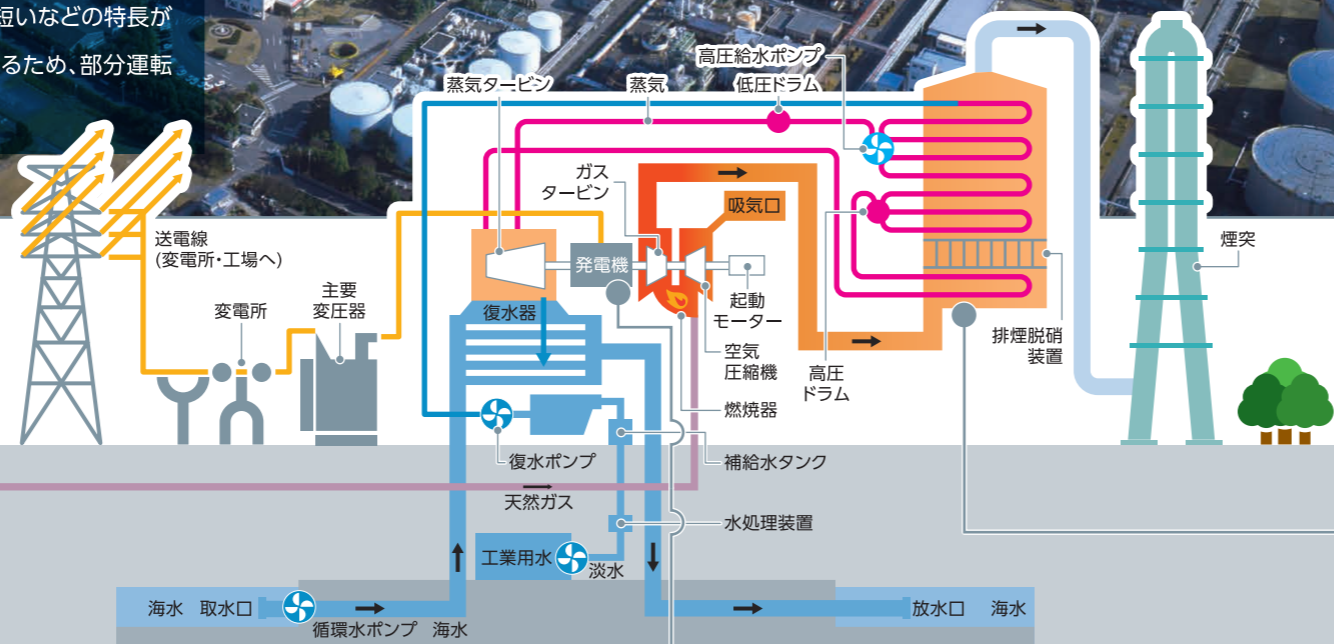 短いなどの特長が
るため、部分運転
高圧給水ポンプ
蒸気タービン
蒸気
低圧ドラム
ガス
タービン
吸気口
送電線
(変電所・工場へ)
煙突
発電機
主要
変圧器
変電所
復水器
起動
モーター
排煙脱硝
装置
空気
圧縮機
高圧
ドラム
燃焼器
復水ポンプ
補給水タンク
天然ガス
水処理装置
工業用水
淡水
海水 取水口
放水口 海水
循環水ポンプ 海水